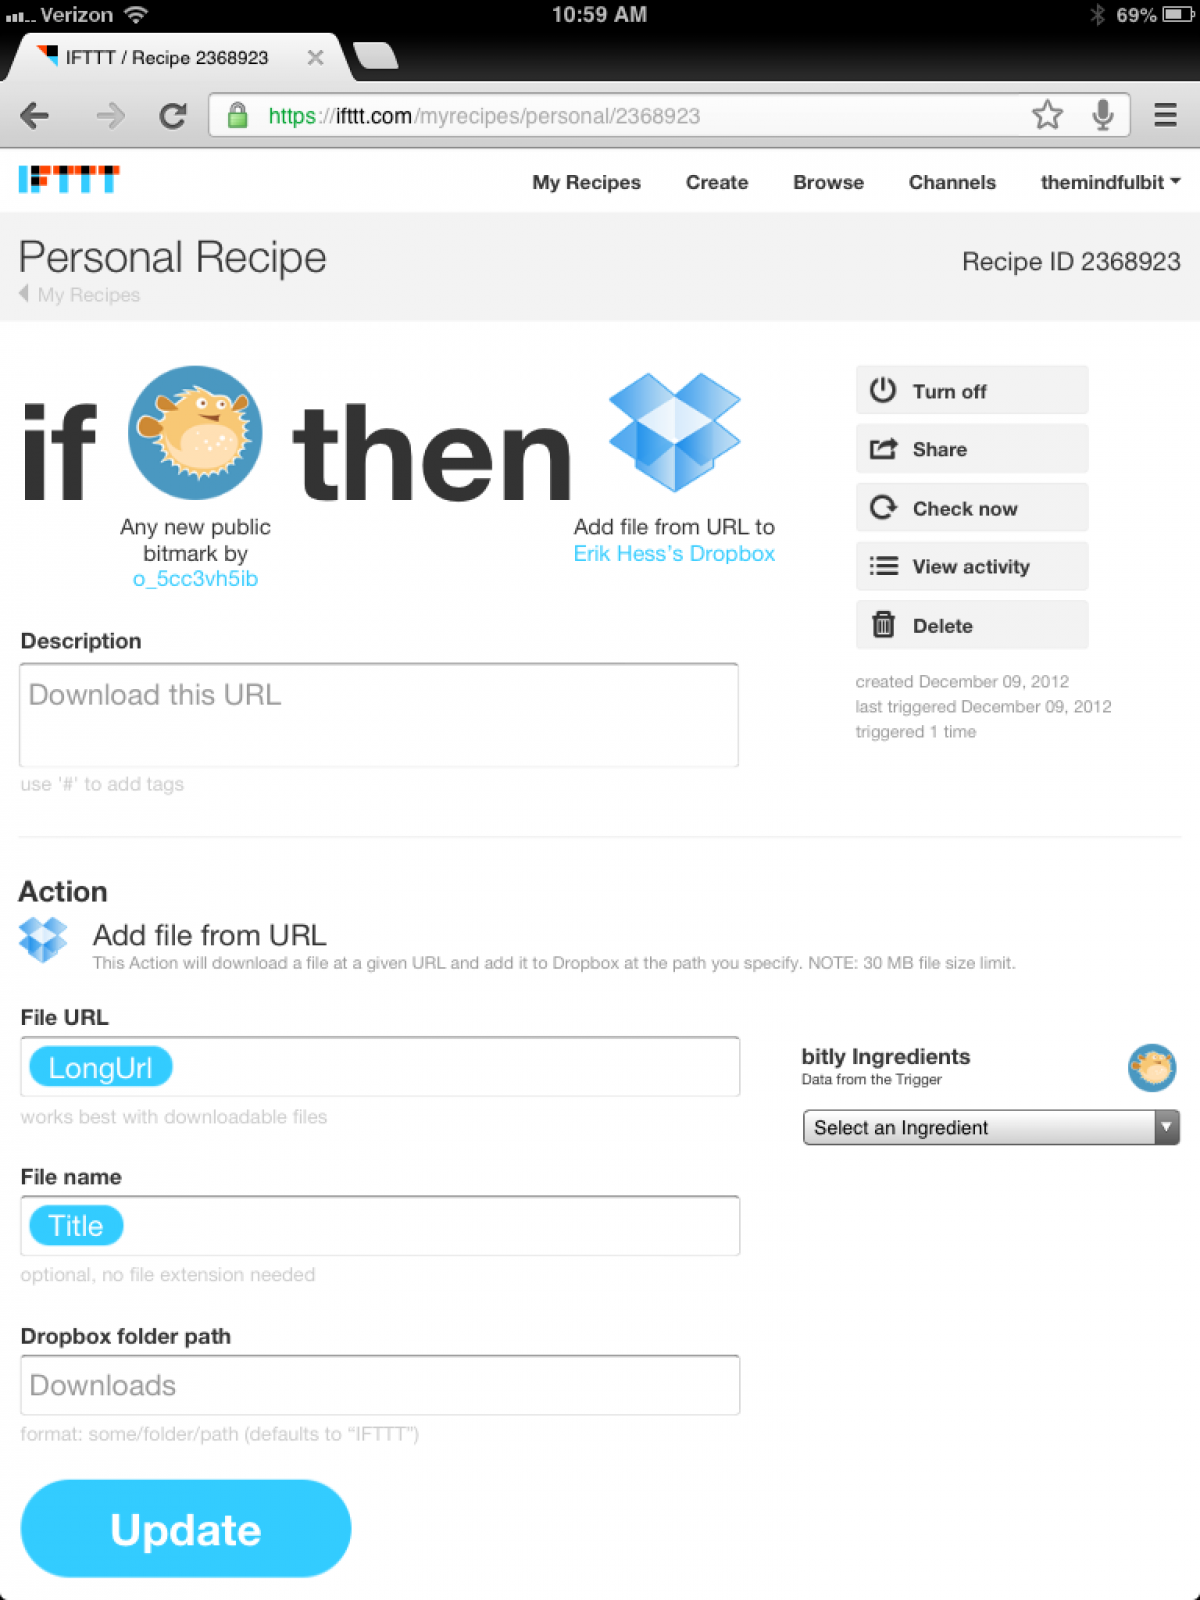 Verizon 10:59 AM 69%
IFTTT / Recipe 2368923
https://ifttt.com/myrecipes/personal/2368923
IFTTT My Recipes Create Browse Channels themindfulbit
Personal Recipe
Recipe ID 2368923
My Recipes
if then
Any new public
bitmark by
o_5cc3vh5ib
Add file from URL to
Erik Hess's Dropbox
Turn off
Share
Check now
View activity
Delete
created December 09, 2012
last triggered December 09, 2012
triggered 1 time
Description
Download this URL
use '#' to add tags
Action
Add file from URL
This Action will download a file at a given URL and add it to Dropbox at the path you specify. NOTE: 30 MB file size limit.
File URL
LongUrl
works best with downloadable files
bitly Ingredients
Data from the Trigger
Select an Ingredient
File name
Title
optional, no file extension needed
Dropbox folder path
Downloads
format: some/folder/path (defaults to “IFTTT”)
Update